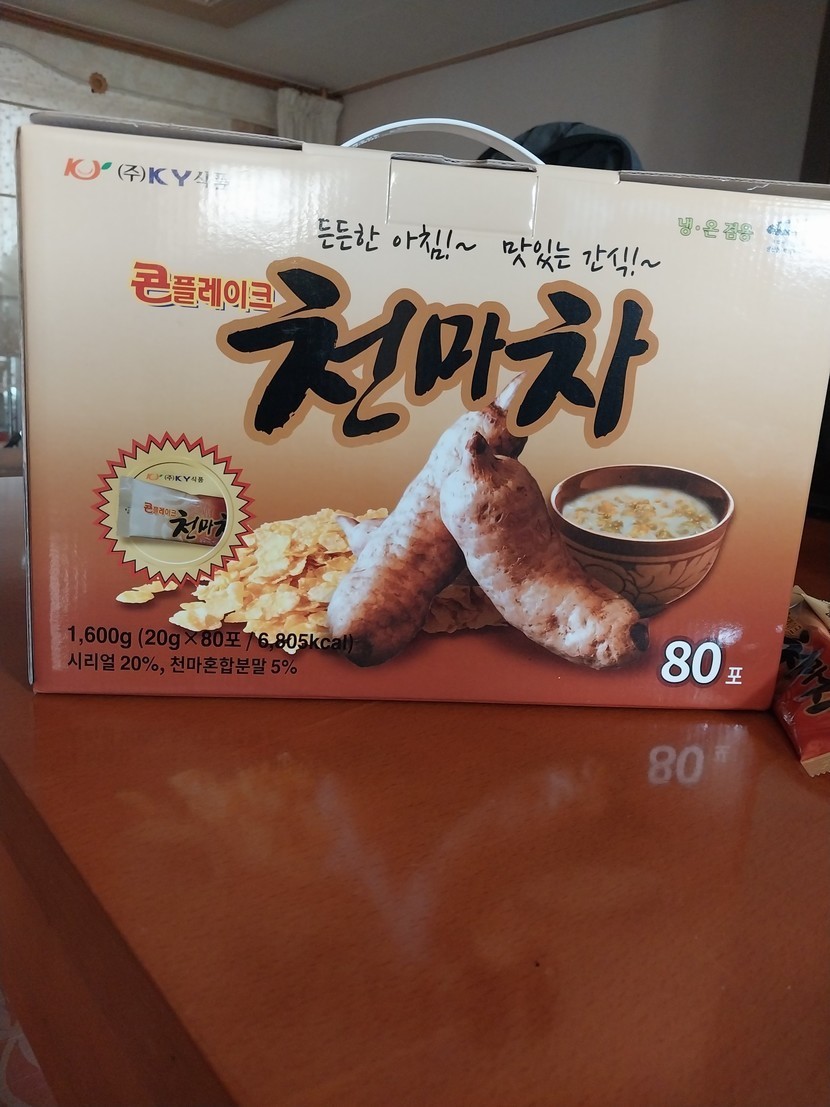 (주)KY식품
냉·온 겸용
든든한 아침!~ 맛있는 간식!~
콘플레이크
천마차
(주)KY식품
콘플레이크
천마차
1,600g (20g×80포 / 6,805kcal)
시리얼 20%, 천마혼합분말 5%
80포